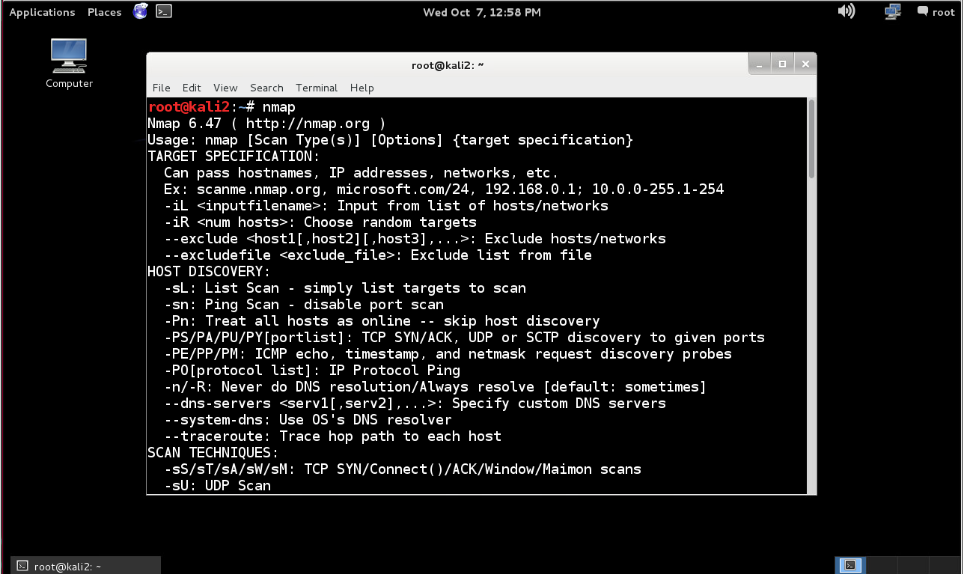 Applications Places Wed Oct 7, 12:58 PM root
Computer
root@kali2: ~
File Edit View Search Terminal Help
root@kali2:~# nmap
Nmap 6.47 ( http://nmap.org )
Usage: nmap [Scan Type(s)] [Options] {target specification}
TARGET SPECIFICATION:
  Can pass hostnames, IP addresses, networks, etc.
  Ex: scanme.nmap.org, microsoft.com/24, 192.168.0.1; 10.0.0-255.1-254
  -iL <inputfilename>: Input from list of hosts/networks
  -iR <num hosts>: Choose random targets
  --exclude <host1[,host2][,host3],...>: Exclude hosts/networks
  --excludefile <exclude_file>: Exclude list from file
HOST DISCOVERY:
  -sL: List Scan - simply list targets to scan
  -sn: Ping Scan - disable port scan
  -Pn: Treat all hosts as online -- skip host discovery
  -PS/PA/PU/PY[portlist]: TCP SYN/ACK, UDP or SCTP discovery to given ports
  -PE/PP/PM: ICMP echo, timestamp, and netmask request discovery probes
  -PO[protocol list]: IP Protocol Ping
  -n/-R: Never do DNS resolution/Always resolve [default: sometimes]
  --dns-servers <serv1[,serv2],...>: Specify custom DNS servers
  --system-dns: Use OS's DNS resolver
  --traceroute: Trace hop path to each host
SCAN TECHNIQUES:
  -sS/sT/sA/sW/sM: TCP SYN/Connect()/ACK/Window/Maimon scans
  -sU: UDP Scan
root@kali2: ~